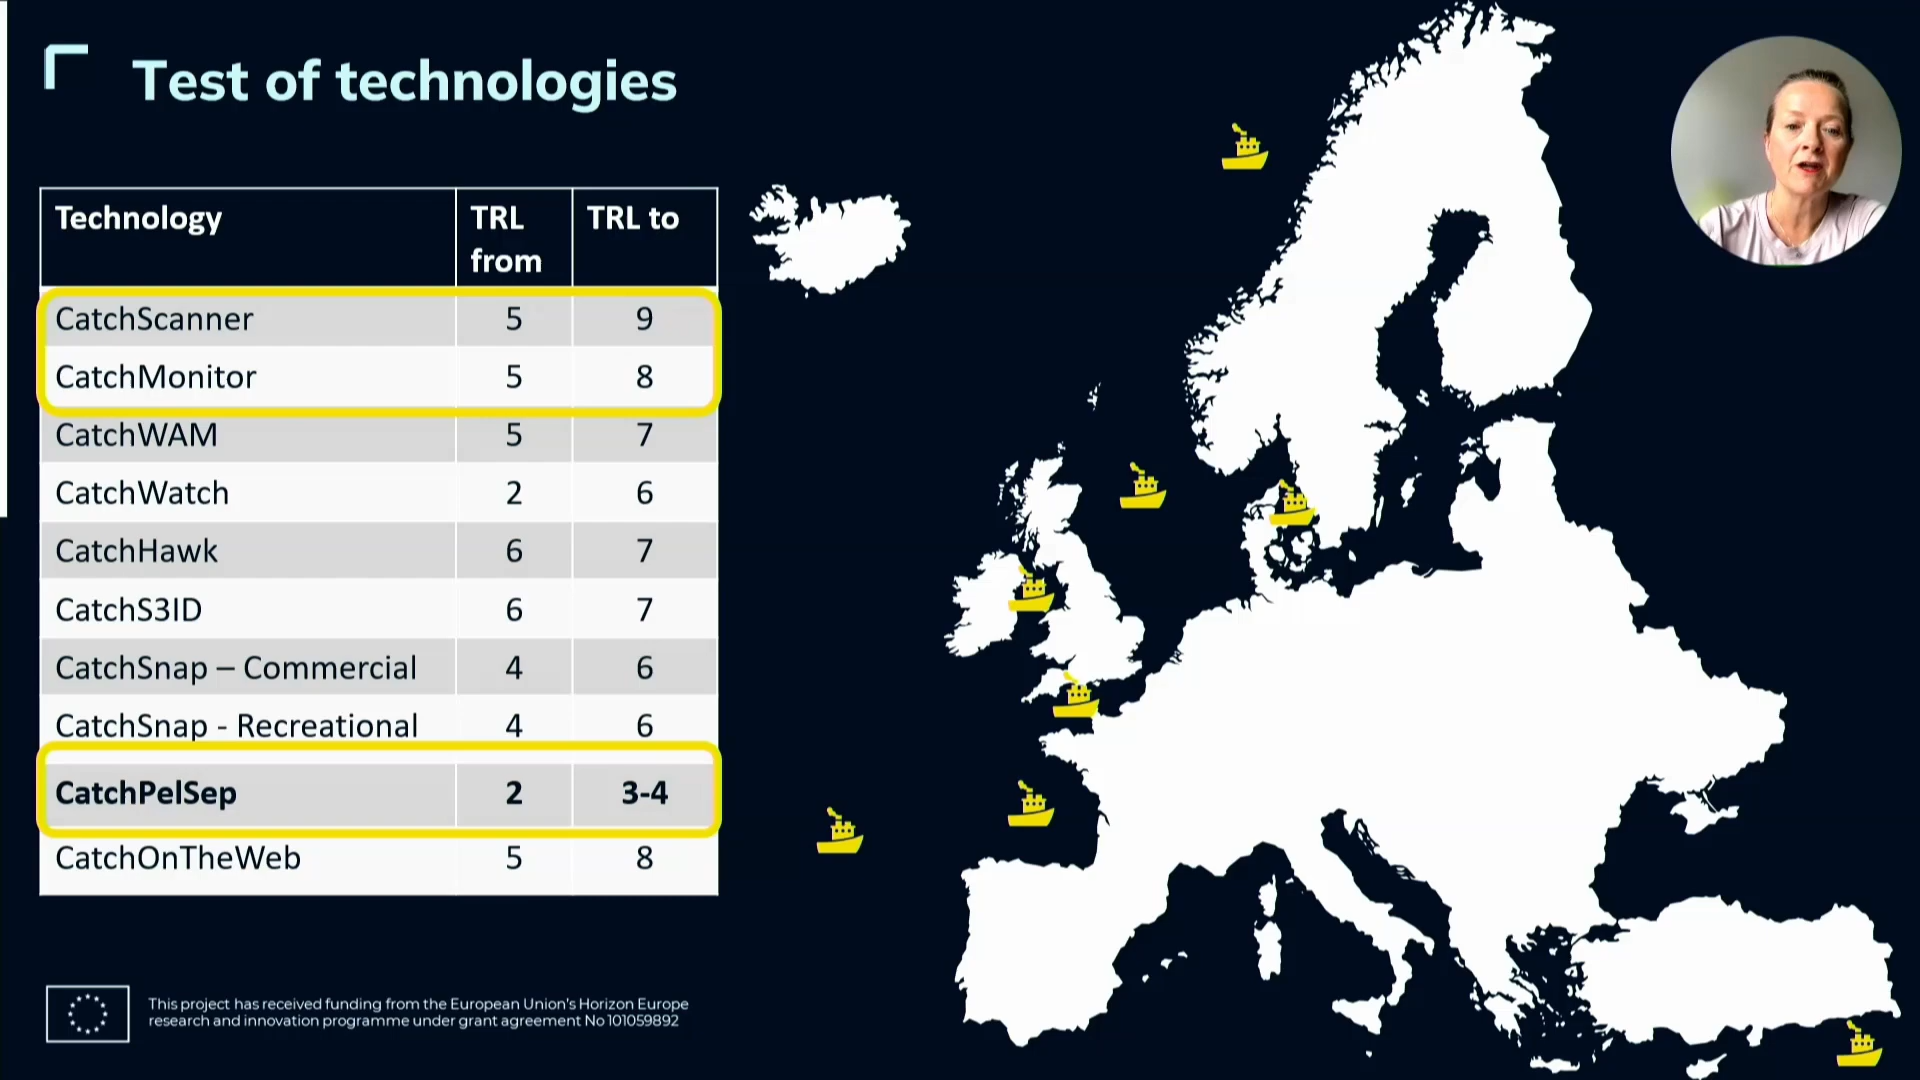 Test of technologies
Technology TRL from TRL to
CatchScanner 5 9
CatchMonitor 5 8
CatchWAM 5 7
CatchWatch 2 6
CatchHawk 6 7
CatchS3ID 6 7
CatchSnap – Commercial 4 6
CatchSnap - Recreational 4 6
CatchPelSep 2 3-4
CatchOnTheWeb 5 8
This project has received funding from the European Union's Horizon Europe
research and innovation programme under grant agreement No 101059892